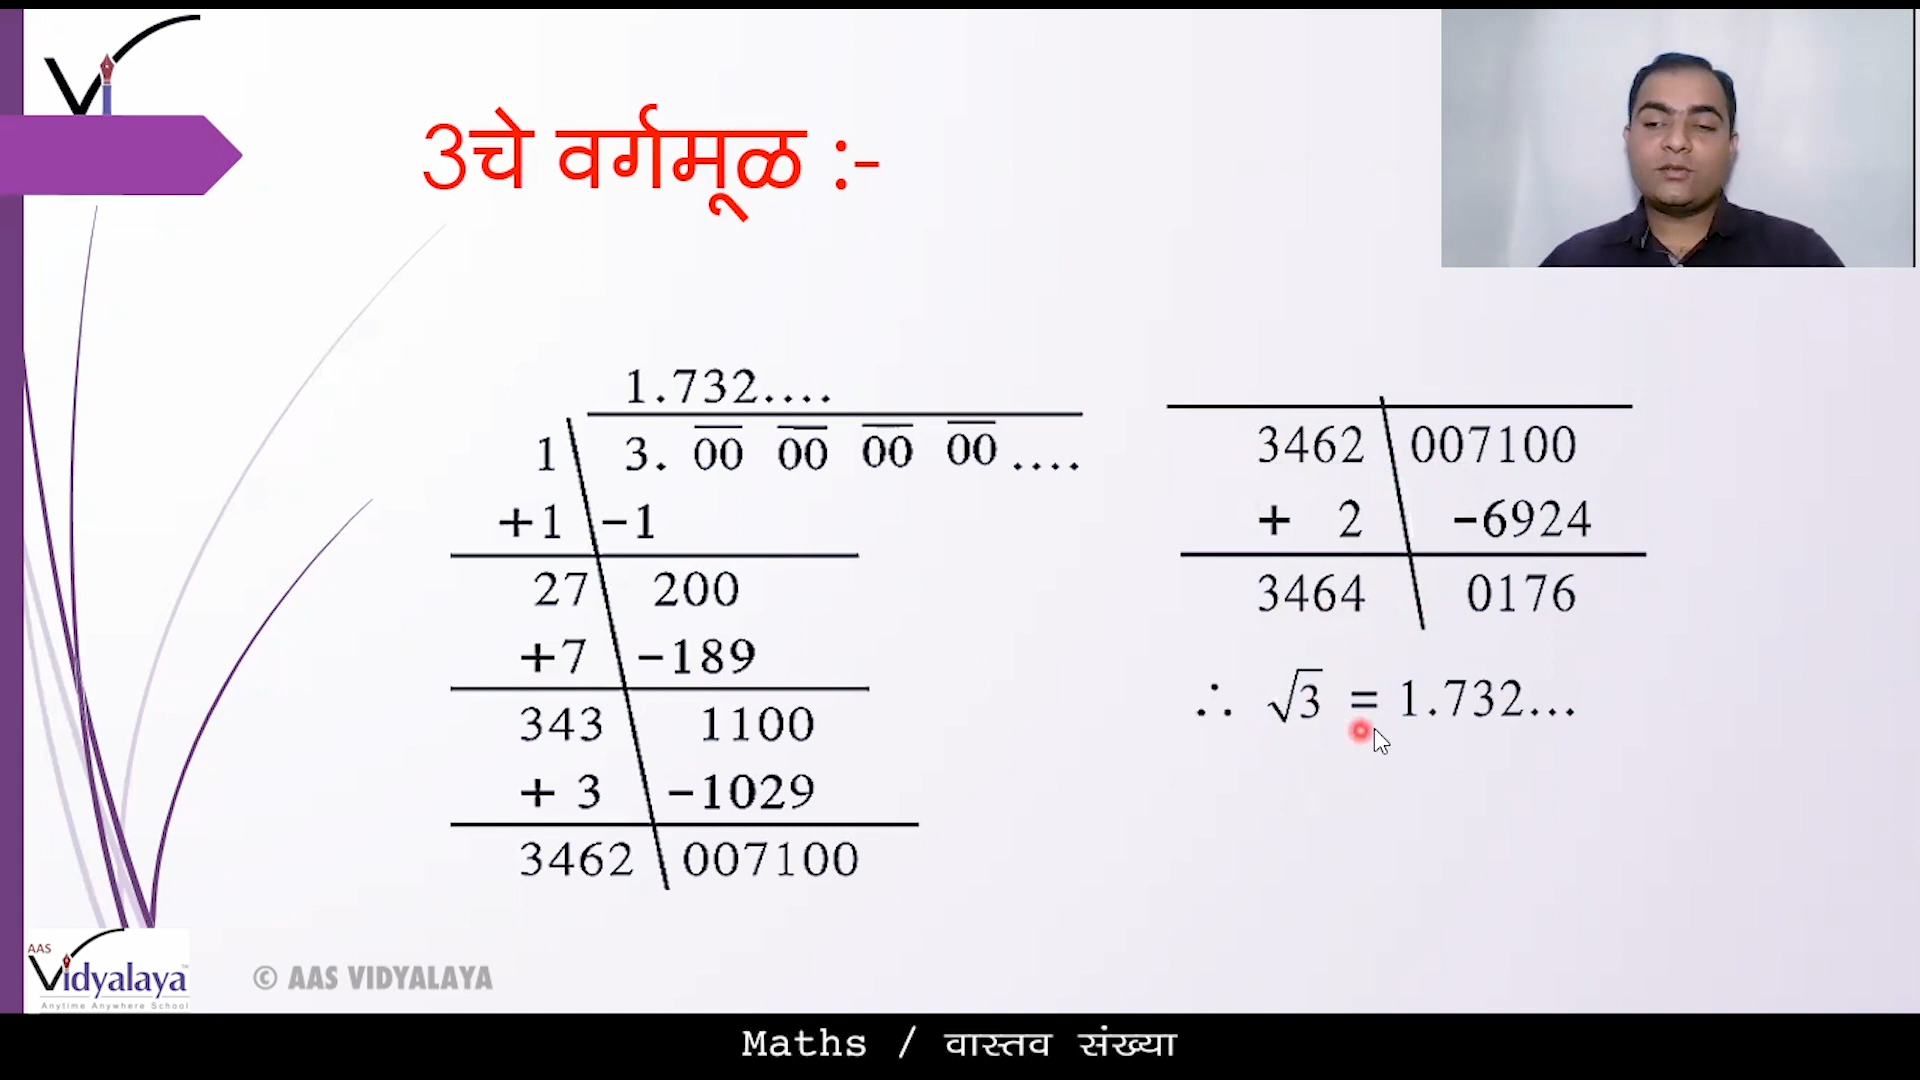 3चे वर्गमूळ :-
1.732....
1 3. 00 00 00 00 ....
+1 -1
27 200
+7 -189
343 1100
+ 3 -1029
3462 007100
3462 007100
+ 2 -6924
3464 0176
∴ √3 = 1.732...
AAS
Vidyalaya
Anytime Anywhere School
© AAS VIDYALAYA
Maths / वास्तव संख्या